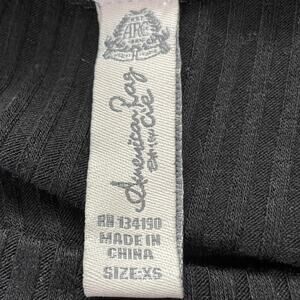 ARC
American Rag
Cie
RN 134190
MADE IN
CHINA
SIZE:XS